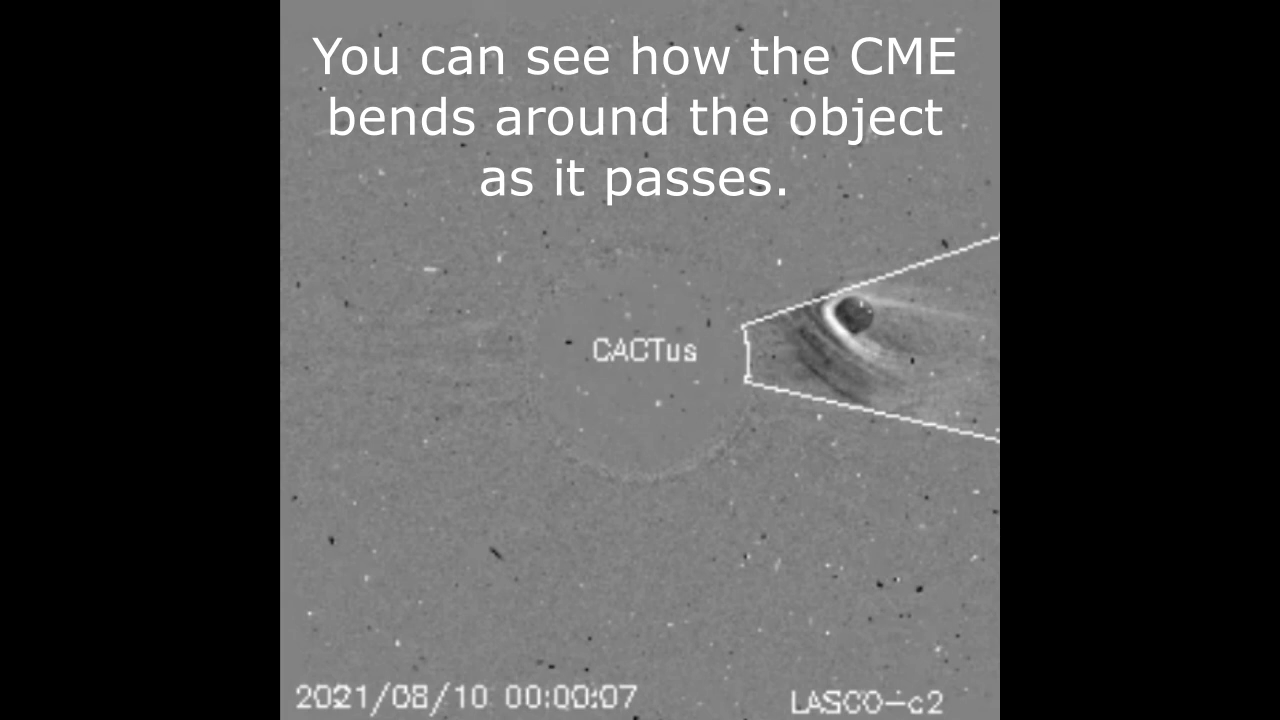 You can see how the CME
bends around the object
as it passes.
CACTus
2021/08/10 00:00:07
LASCO-c2